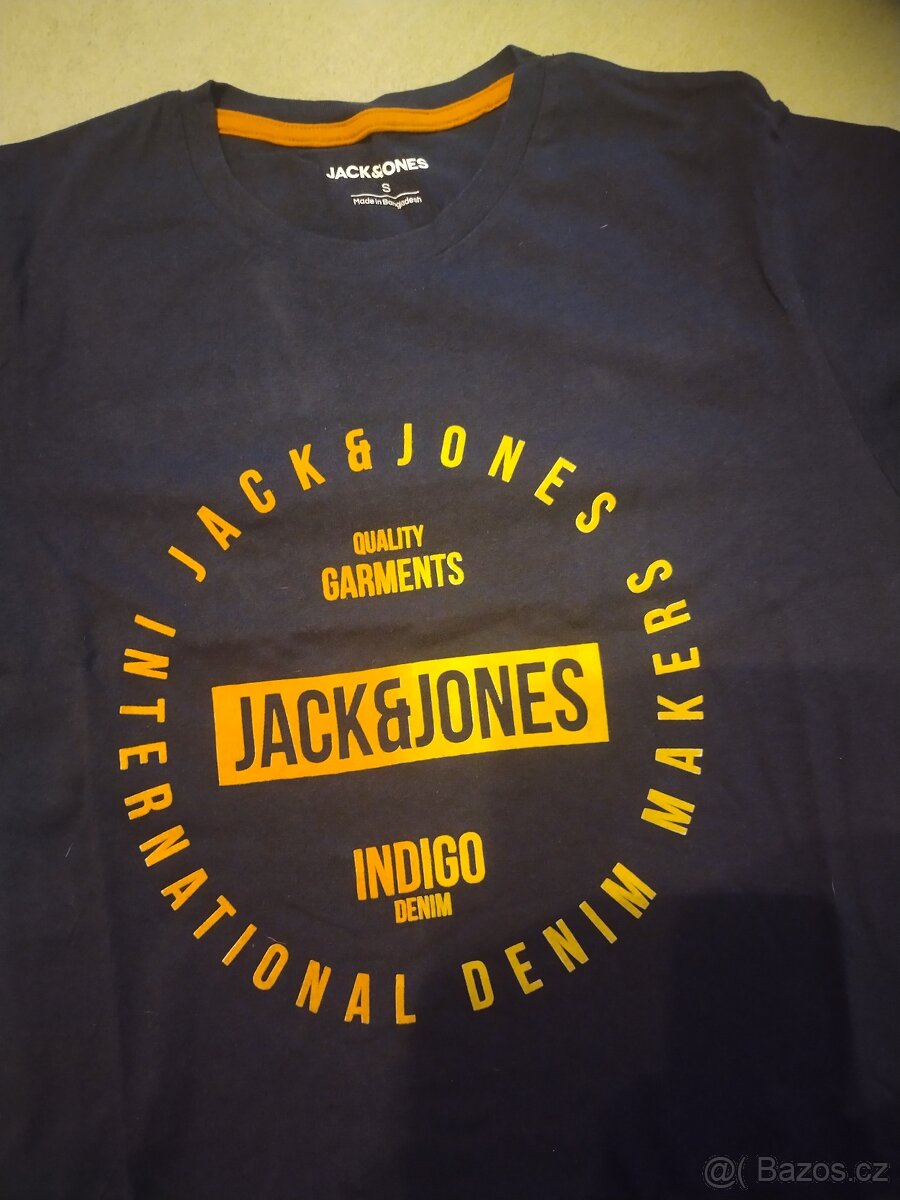 JACK&JONES
S
Made in Bangladesh
JACK&JONES
QUALITY
GARMENTS
JACK&JONES
INDIGO
DENIM
INTERNATIONAL DENIM MAKERS
@( Bazos.cz